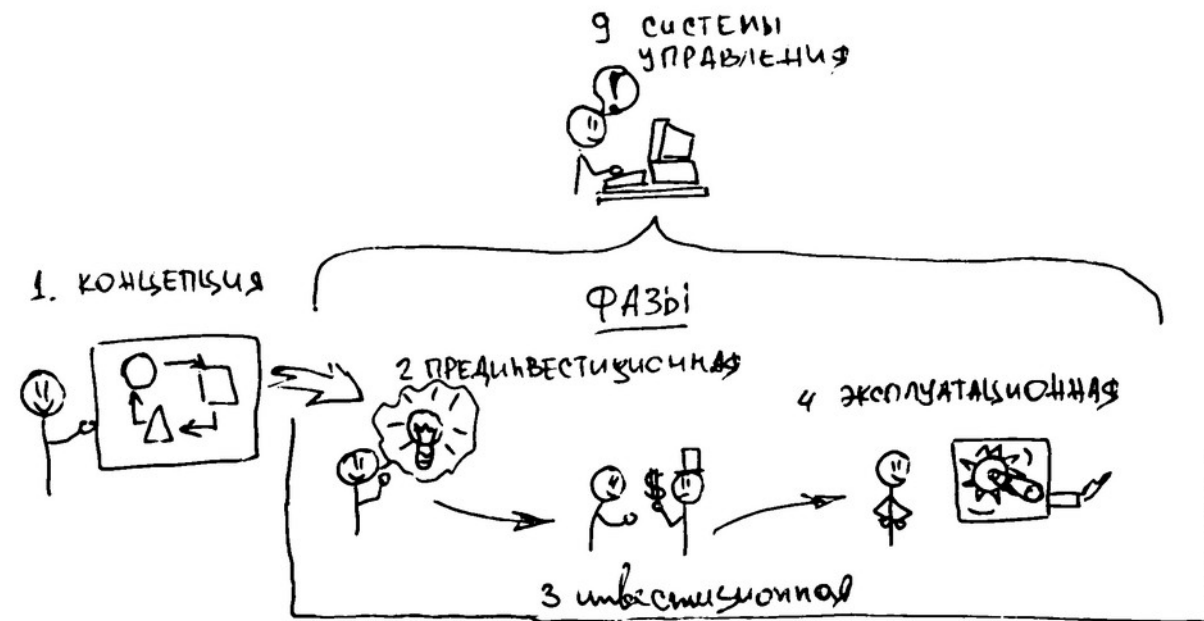 9 СИСТЕМЫ
УПРАВЛЕНИЯ
!
1. КОНЦЕПЦИЯ
ФАЗЫ
2 ПРЕДИНВЕСТИЦИОННАЯ
4 ЭКСПЛУАТАЦИОННАЯ
$
3 инвестиционная